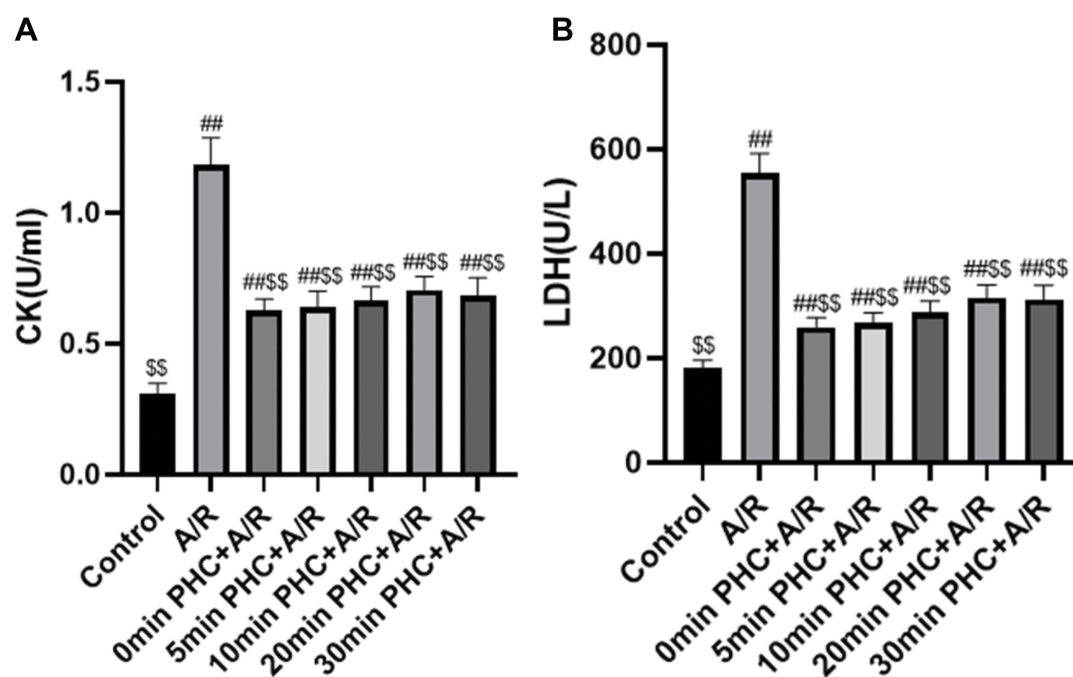 A
CK(U/ml)
1.5
1.0
0.5
0.0
$$
##
##$$
##$$
##$$
##$$
##$$
Control
A/R
0min PHC+A/R
5min PHC+A/R
10min PHC+A/R
20min PHC+A/R
30min PHC+A/R
B
LDH(U/L)
800
600
400
200
0
$$
##
##$$
##$$
##$$
##$$
##$$
Control
A/R
0min PHC+A/R
5min PHC+A/R
10min PHC+A/R
20min PHC+A/R
30min PHC+A/R